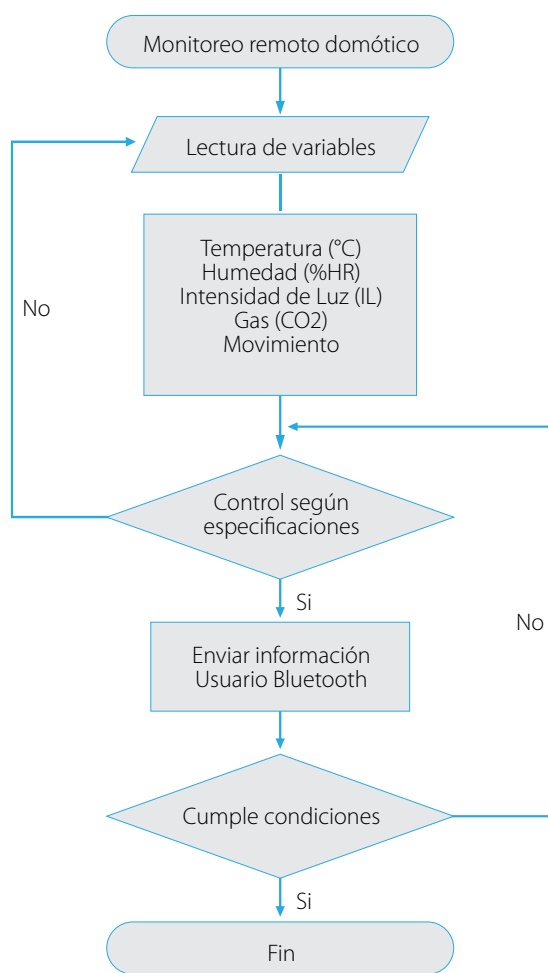 Monitoreo remoto domótico
Lectura de variables
Temperatura (°C)
Humedad (%HR)
Intensidad de Luz (IL)
Gas (CO2)
Movimiento
No
Control según
especificaciones
Si
Enviar información
Usuario Bluetooth
No
Cumple condiciones
Si
Fin